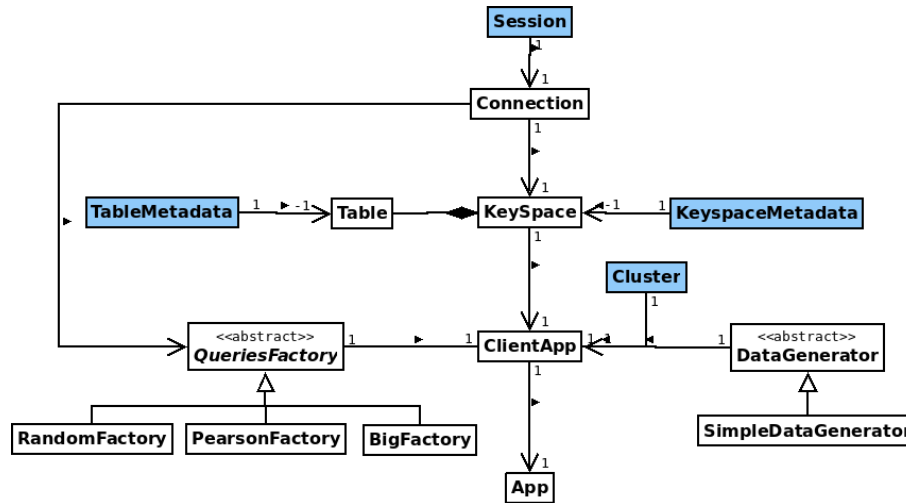 Session
1
1
Connection
1
1
TableMetadata
1
-1
Table
KeySpace
-1
1
KeyspaceMetadata
1
Cluster
1
1
<<abstract>>
QueriesFactory
1
1
ClientApp
1
1
1
<<abstract>>
DataGenerator
1
RandomFactory
PearsonFactory
BigFactory
SimpleDataGenerator
1
App